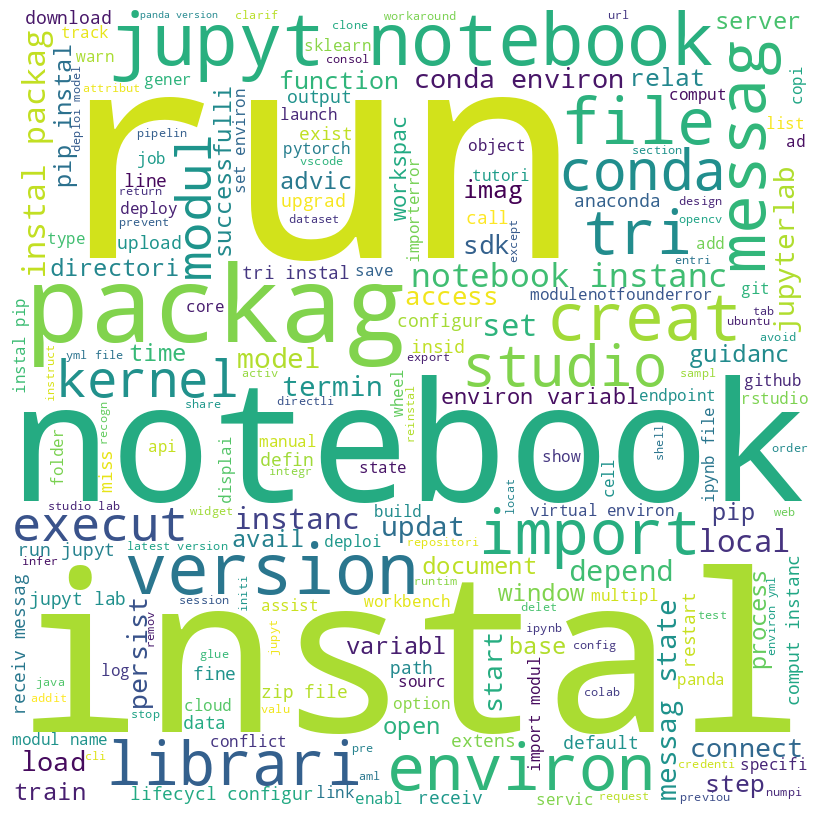 download
panda version
clarif
clone
workaround
url
server
track
jupyt
notebook
sklearn
consol
warn
instal packag
attribut
pip instal
deploi model
gener
function
conda environ
relat
copi
messag
run
output
launch
exist
pytorch
vscode
advic
upgrad
dataset
set environ
successfulli
modul
pipelin
job
line
return
deploy
prevent
type
upload
directori
workspac
importerror
object
imag
call
sdk
except
file
comput
list
ad
conda
tutori
anaconda
section
design
opencv
tri
add
entri
jupyterlab
tri instal
save
notebook instanc
packag
core
access
modulenotfounderror
git
tab
ubuntu
configur
set
creat
avoid
instal pip
yml file
time
model
insid
export
studio
guidanc
instruct
kernel
activ
termin
wheel
reinstal
environ variabl
endpoint
sampl
github
rstudio
share
directli
notebook
folder
miss
recogn
api
displai
manual
defin
integr
state
show
cell
shell
ipynb file
order
studio lab
widget
locat
execut
instanc
build
updat
virtual environ
pip
web
import
local
run jupyt
latest version
avail
deploi
repositori
infer
version
document
depend
receiv messag
jupyt lab
session
initi
assist
workbench
runtim
window
multipl
delet
test
restart
process
environ yml
comput instanc
instal
persist
remov
jupyt
variabl
base
start
ipynb
config
messag state
log
glue
fine
path
sourc
import modul
colab
panda
java
addit
zip file
option
stop
cloud
data
valu
open
modul name
cli
conflict
extens
default
connect
load
librari
pre
aml
environ
credenti
specifi
step
train
lifecycl configur
link
enabl
receiv
servic
request
previou
numpi